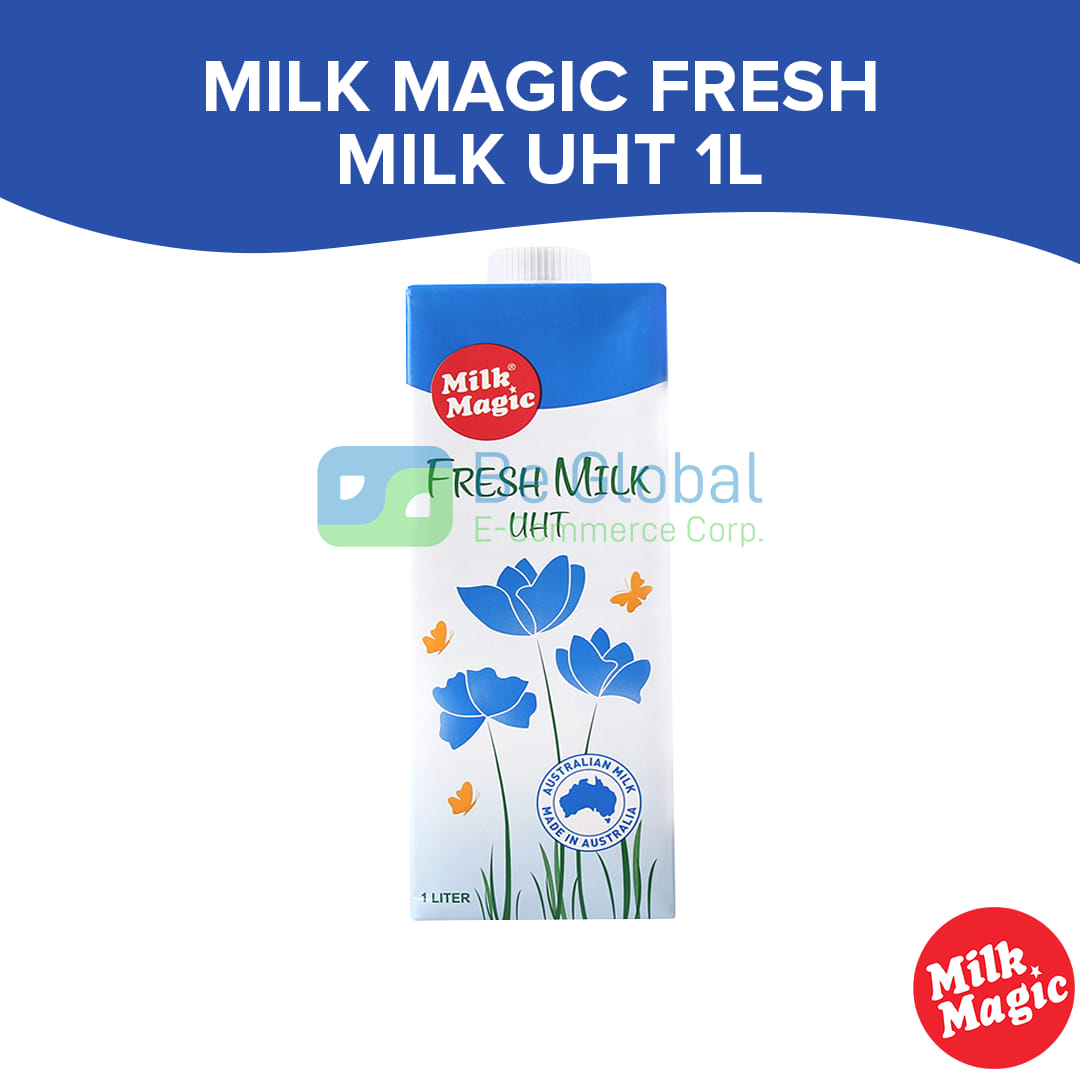 MILK MAGIC FRESH
MILK UHT 1L
Milk®
Magic
Be Global
E-Commerce Corp.
FRESH MILK
UHT
AUSTRALIAN MILK
MADE IN AUSTRALIA
1 LITER
Milk
Magic